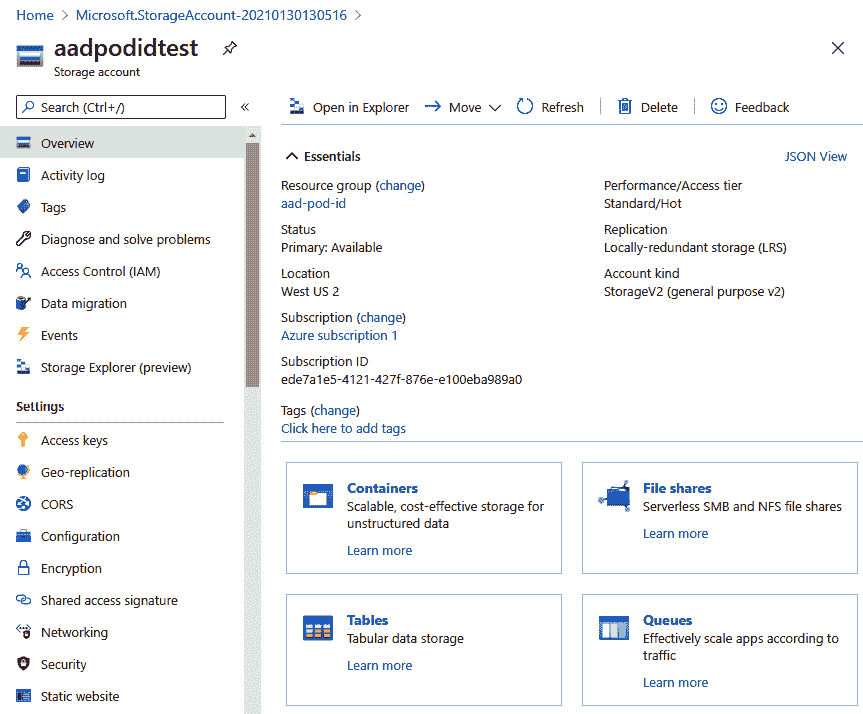 Home > Microsoft.StorageAccount-20210130130516 >
aadpodidtest
Storage account
Search (Ctrl+/)
«
Overview
Activity log
Tags
Diagnose and solve problems
Access Control (IAM)
Data migration
Events
Storage Explorer (preview)
Settings
Access keys
Geo-replication
CORS
Configuration
Encryption
Shared access signature
Networking
Security
Static website
Open in Explorer
Move
Refresh
Delete
Feedback
Essentials
JSON View
Resource group (change)
aad-pod-id
Status
Primary: Available
Location
West US 2
Subscription (change)
Azure subscription 1
Subscription ID
ede7a1e5-4121-427f-876e-e100eba989a0
Tags (change)
Click here to add tags
Performance/Access tier
Standard/Hot
Replication
Locally-redundant storage (LRS)
Account kind
StorageV2 (general purpose v2)
Containers
Scalable, cost-effective storage for
unstructured data
Learn more
File shares
Serverless SMB and NFS file shares
Learn more
Tables
Tabular data storage
Learn more
Queues
Effectively scale apps according to
traffic
Learn more